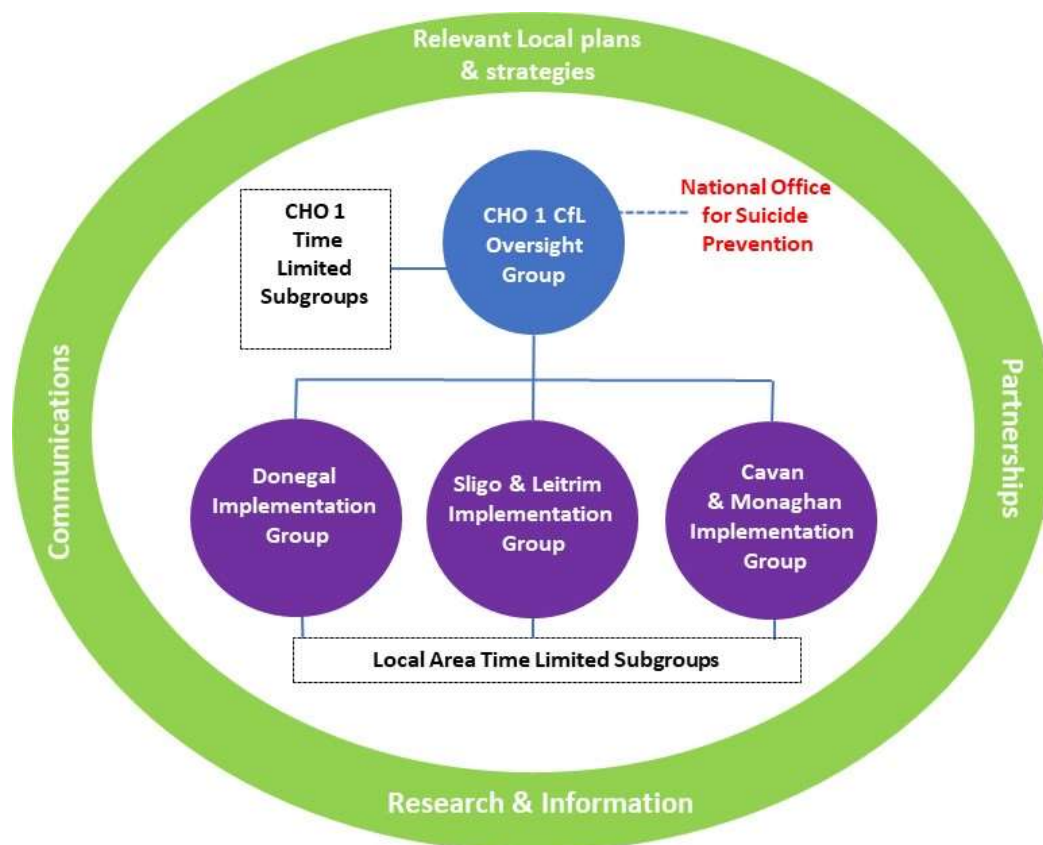 Relevant Local plans
& strategies
CHO 1
Time
Limited
Subgroups
CHO 1 CfL
Oversight
Group
National Office
for Suicide
Prevention
Communications
Partnerships
Donegal
Implementation
Group
Sligo & Leitrim
Implementation
Group
Cavan
& Monaghan
Implementation
Group
Local Area Time Limited Subgroups
Research & Information